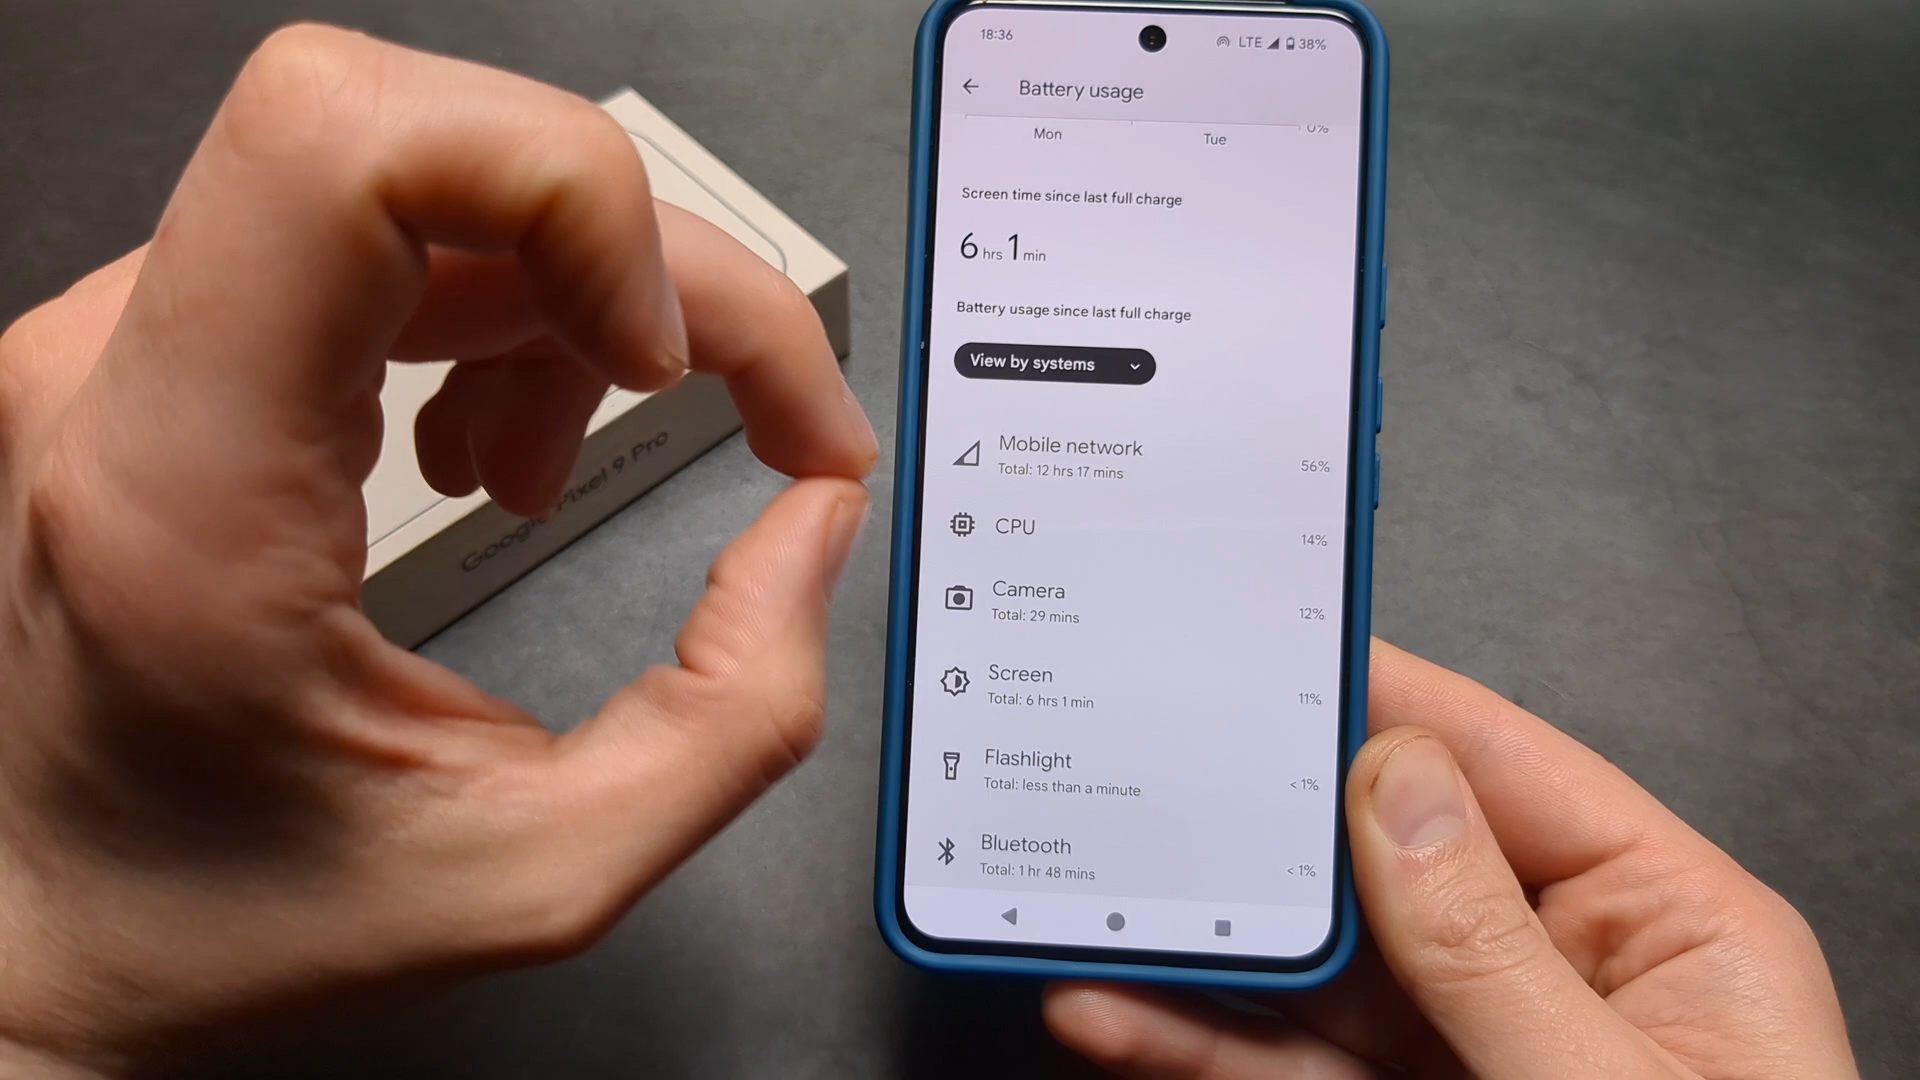 18:36
LTE 38%
Battery usage
0%
Mon Tue
Screen time since last full charge
6 hrs 1 min
Battery usage since last full charge
View by systems
Mobile network
Total: 12 hrs 17 mins
56%
CPU
14%
Camera
Total: 29 mins
12%
Screen
Total: 6 hrs 1 min
11%
Flashlight
Total: less than a minute
< 1%
Bluetooth
Total: 1 hr 48 mins
< 1%
Google Pixel 9 Pro